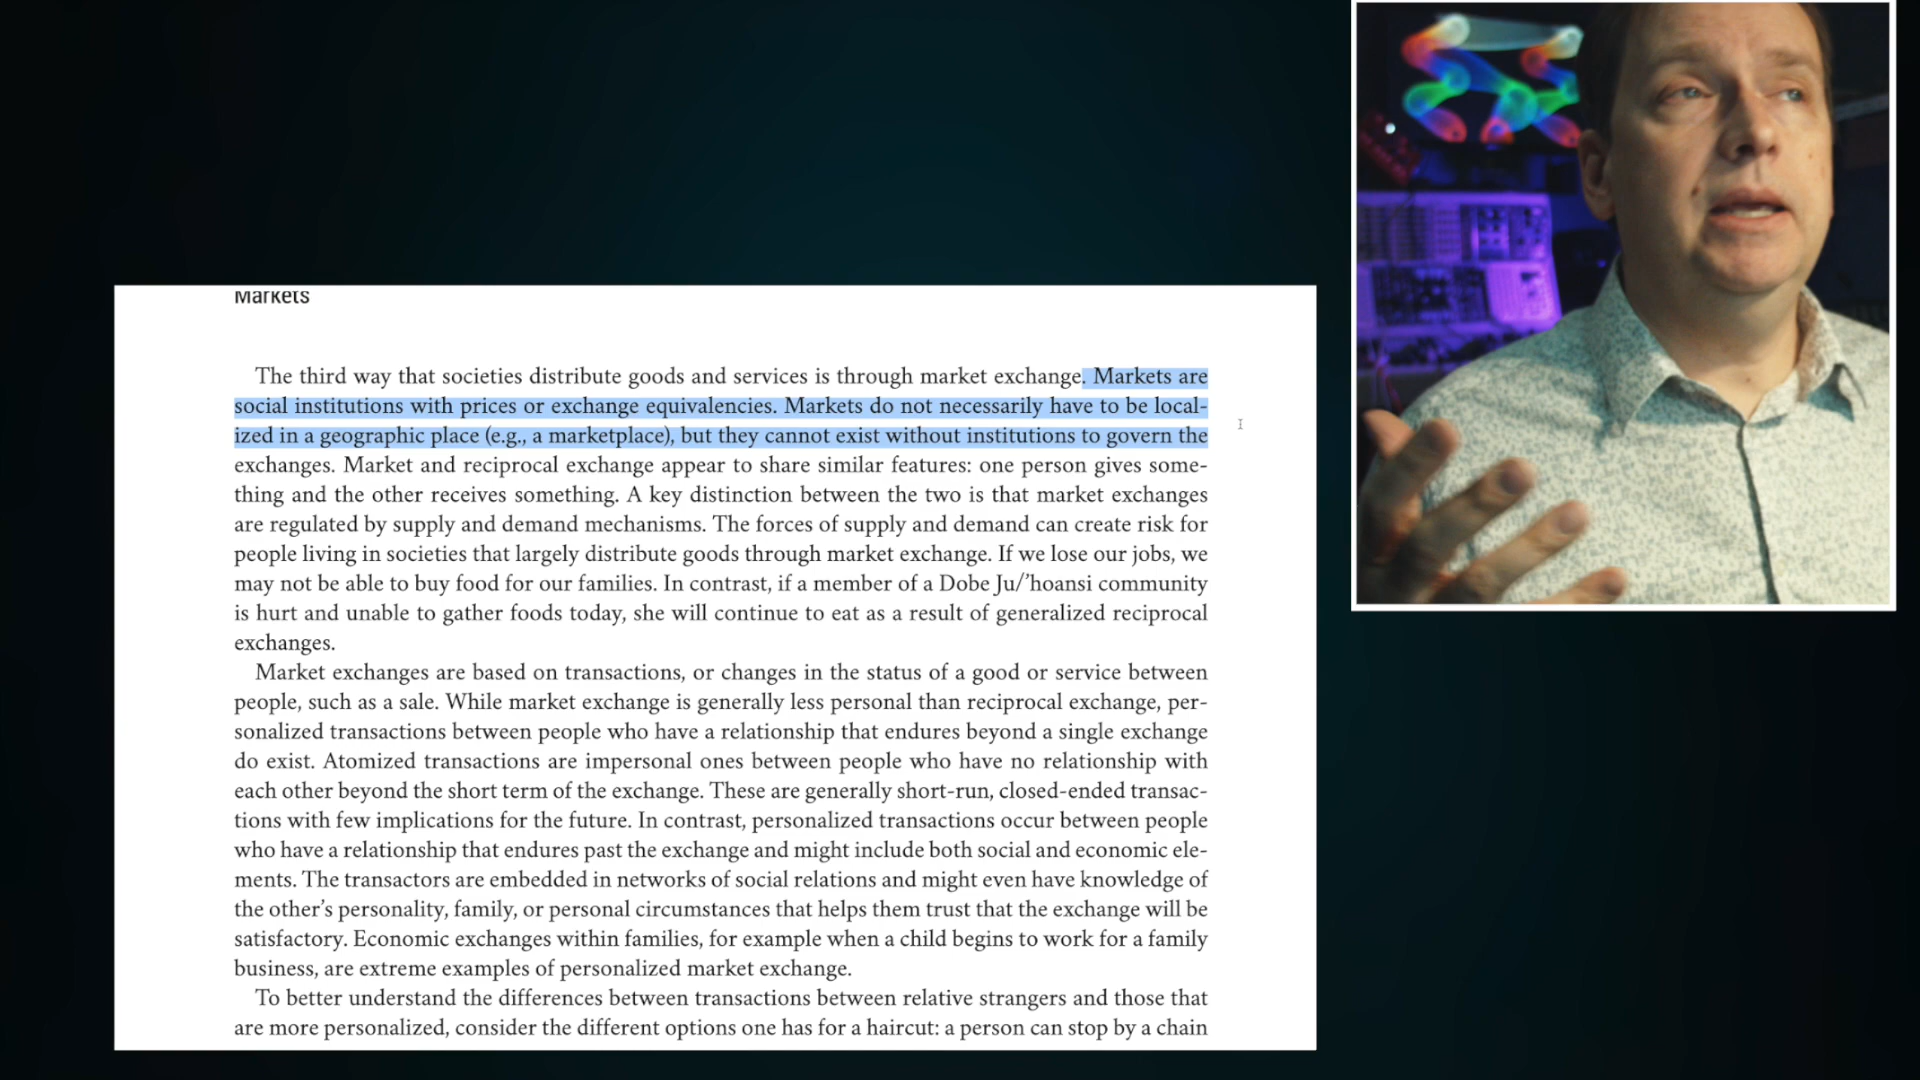 Markets
The third way that societies distribute goods and services is through market exchange. Markets are
social institutions with prices or exchange equivalencies. Markets do not necessarily have to be local-
ized in a geographic place (e.g., a marketplace), but they cannot exist without institutions to govern the
exchanges. Market and reciprocal exchange appear to share similar features: one person gives some-
thing and the other receives something. A key distinction between the two is that market exchanges
are regulated by supply and demand mechanisms. The forces of supply and demand can create risk for
people living in societies that largely distribute goods through market exchange. If we lose our jobs, we
may not be able to buy food for our families. In contrast, if a member of a Dobe Ju/’hoansi community
is hurt and unable to gather foods today, she will continue to eat as a result of generalized reciprocal
exchanges.
Market exchanges are based on transactions, or changes in the status of a good or service between
people, such as a sale. While market exchange is generally less personal than reciprocal exchange, per-
sonalized transactions between people who have a relationship that endures beyond a single exchange
do exist. Atomized transactions are impersonal ones between people who have no relationship with
each other beyond the short term of the exchange. These are generally short-run, closed-ended transac-
tions with few implications for the future. In contrast, personalized transactions occur between people
who have a relationship that endures past the exchange and might include both social and economic ele-
ments. The transactors are embedded in networks of social relations and might even have knowledge of
the other’s personality, family, or personal circumstances that helps them trust that the exchange will be
satisfactory. Economic exchanges within families, for example when a child begins to work for a family
business, are extreme examples of personalized market exchange.
To better understand the differences between transactions between relative strangers and those that
are more personalized, consider the different options one has for a haircut: a person can stop by a chain